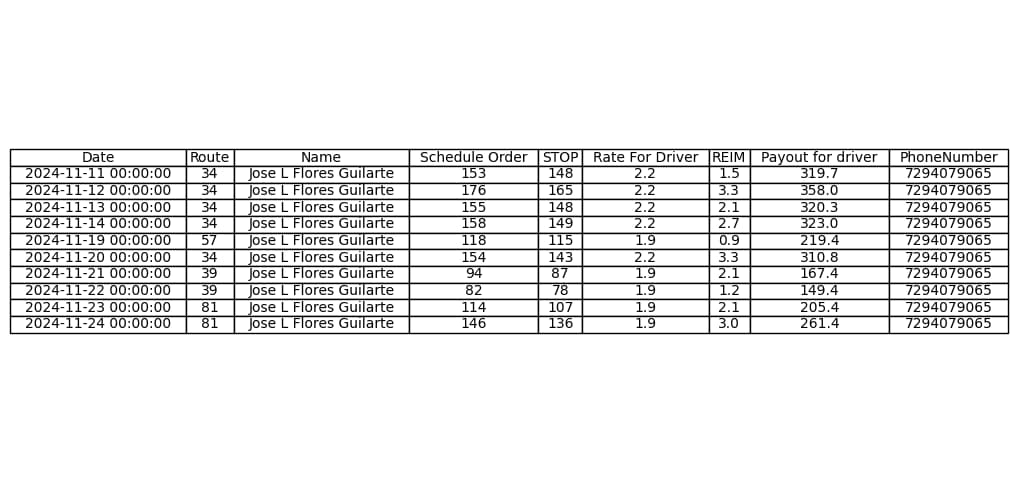 Date Route Name Schedule Order STOP Rate For Driver REIM Payout for driver PhoneNumber
2024-11-11 00:00:00 34 Jose L Flores Guilarte 153 148 2.2 1.5 319.7 7294079065
2024-11-12 00:00:00 34 Jose L Flores Guilarte 176 165 2.2 3.3 358.0 7294079065
2024-11-13 00:00:00 34 Jose L Flores Guilarte 155 148 2.2 2.1 320.3 7294079065
2024-11-14 00:00:00 34 Jose L Flores Guilarte 158 149 2.2 2.7 323.0 7294079065
2024-11-19 00:00:00 57 Jose L Flores Guilarte 118 115 1.9 0.9 219.4 7294079065
2024-11-20 00:00:00 34 Jose L Flores Guilarte 154 143 2.2 3.3 310.8 7294079065
2024-11-21 00:00:00 39 Jose L Flores Guilarte 94 87 1.9 2.1 167.4 7294079065
2024-11-22 00:00:00 39 Jose L Flores Guilarte 82 78 1.9 1.2 149.4 7294079065
2024-11-23 00:00:00 81 Jose L Flores Guilarte 114 107 1.9 2.1 205.4 7294079065
2024-11-24 00:00:00 81 Jose L Flores Guilarte 146 136 1.9 3.0 261.4 7294079065